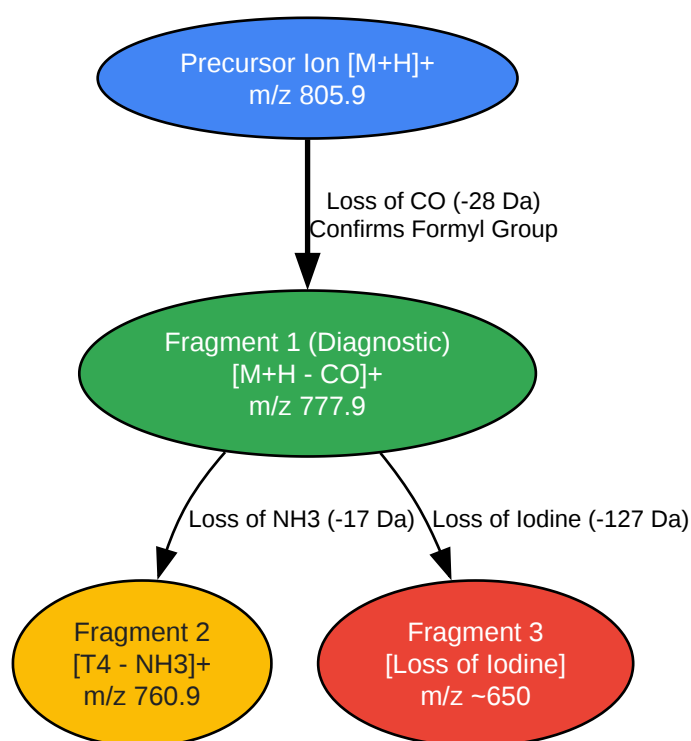 Precursor Ion [M+H]+
m/z 805.9
Loss of CO (-28 Da)
Confirms Formyl Group
Fragment 1 (Diagnostic)
[M+H - CO]+
m/z 777.9
Loss of NH3 (-17 Da)
Loss of Iodine (-127 Da)
Fragment 2
[T4 - NH3]+
m/z 760.9
Fragment 3
[Loss of Iodine]
m/z ~650